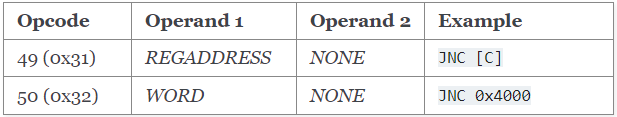 Opcode Operand 1 Operand 2 Example
49 (0x31) REGADDRESS NONE JNC [C]
50 (0x32) WORD NONE JNC 0x4000